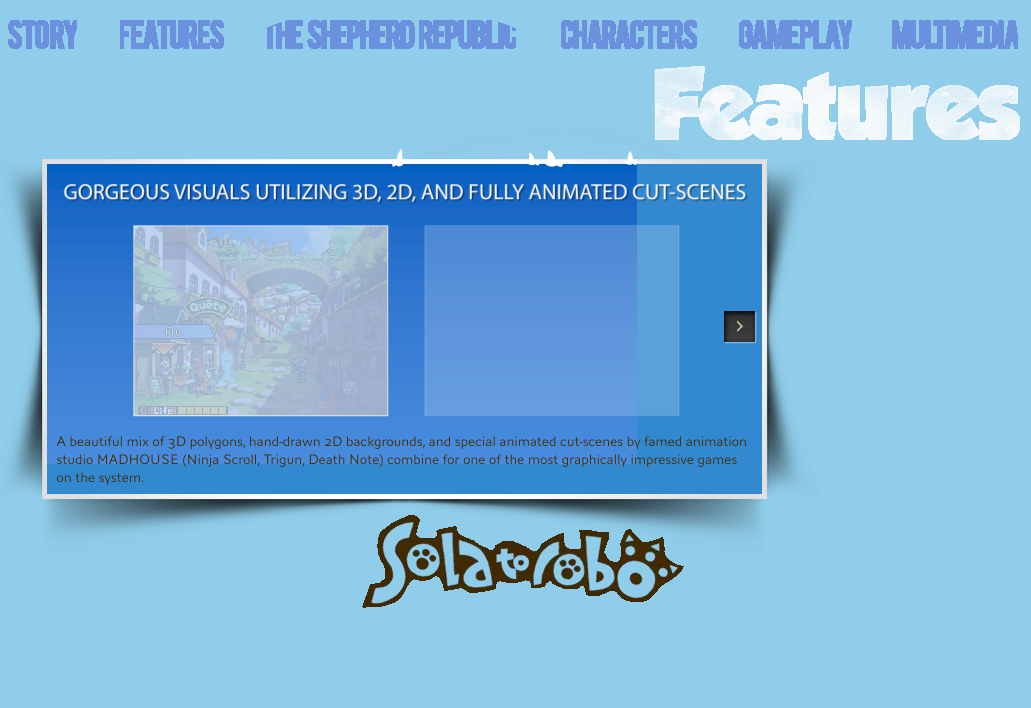 STORY FEATURES THE SHEPHERD REPUBLIC CHARACTERS GAMEPLAY MULTIMEDIA
Features
GORGEOUS VISUALS UTILIZING 3D, 2D, AND FULLY ANIMATED CUT-SCENES
Quête
Flo
Life
A beautiful mix of 3D polygons, hand-drawn 2D backgrounds, and special animated cut-scenes by famed animation
studio MADHOUSE (Ninja Scroll, Trigun, Death Note) combine for one of the most graphically impressive games
on the system.
Solatorobo